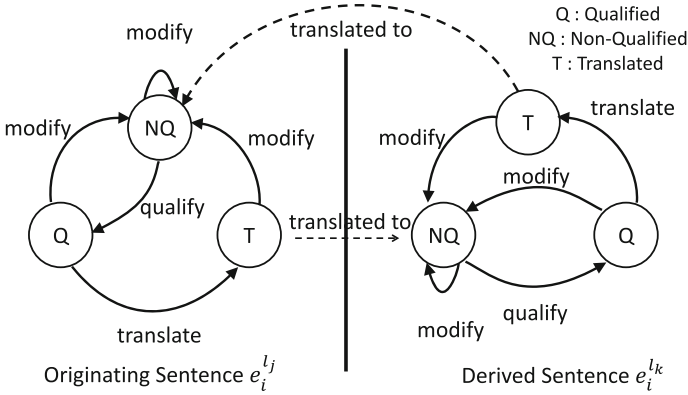 modify
translated to
Q : Qualified
NQ : Non-Qualified
T : Translated
modify
NQ
modify
T
translate
modify
modify
qualify
Q
T
translated to
NQ
Q
translate
modify
qualify
Originating Sentence $e_i^{l_j}$
Derived Sentence $e_i^{l_k}$